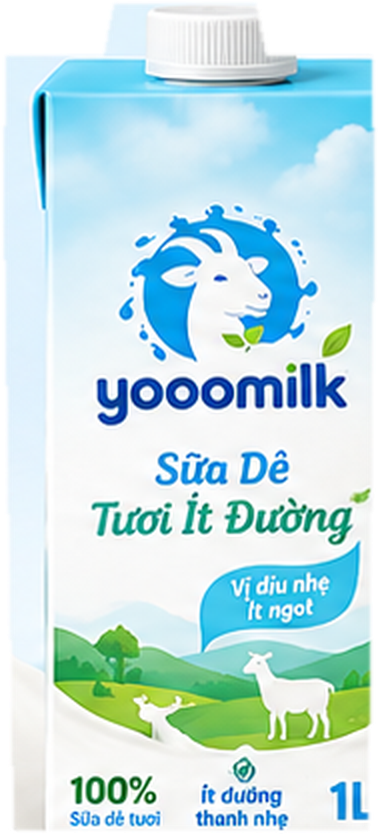 yooomilk
Sữa Dê
Tươi Ít Đường
Vị dịu nhẹ
Ít ngọt
100%
Sữa dê tươi
ít đường
thanh nhẹ
1L